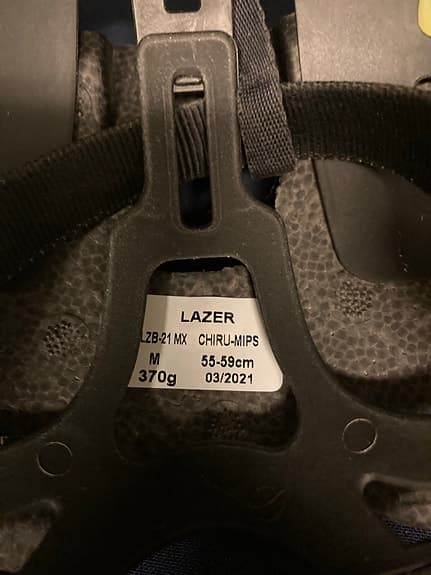 LAZER
LZB-21 MX CHIRU-MIPS
M 55-59cm
370g 03/2021